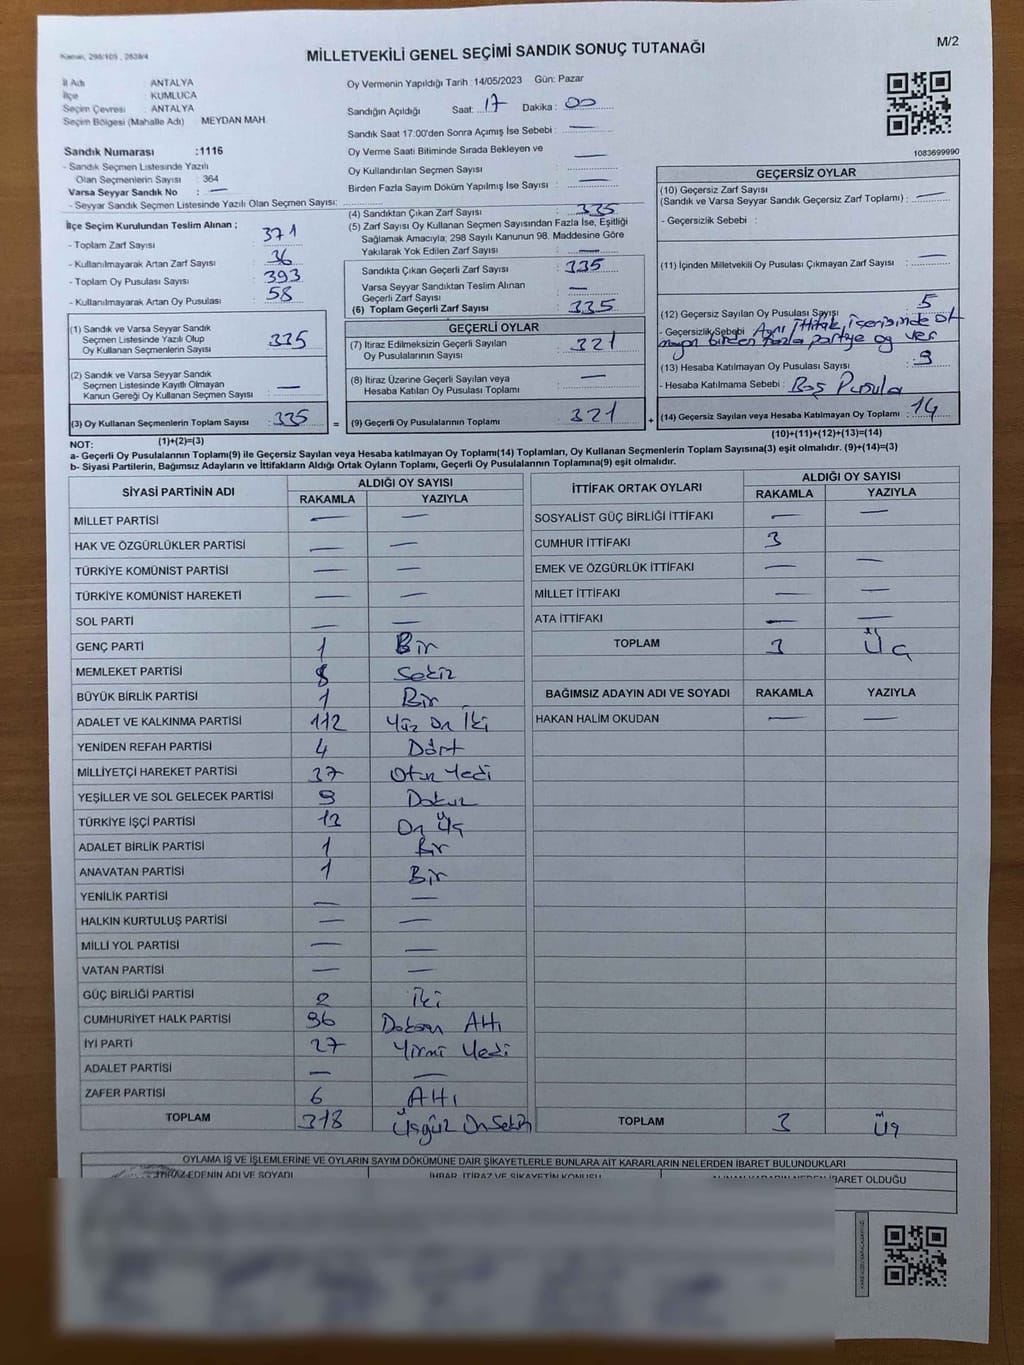 Kanun, 298/105 , 2839/4
MİLLETVEKİLİ GENEL SEÇİMİ SANDIK SONUÇ TUTANAĞI
M/2
İl Adı ANTALYA
İlçe KUMLUCA
Seçim Çevresi ANTALYA
Seçim Bölgesi (Mahalle Adı) MEYDAN MAH.
Sandık Numarası :1116
- Sandık Seçmen Listesinde Yazılı
Olan Seçmenlerin Sayısı : 364
Varsa Seyyar Sandık No : —
- Seyyar Sandık Seçmen Listesinde Yazılı Olan Seçmen Sayısı:
Oy Vermenin Yapıldığı Tarih :14/05/2023 Gün: Pazar
Sandığın Açıldığı Saat: 17 Dakika : 00
Sandık Saat 17:00'den Sonra Açımış İse Sebebi : —
Oy Verme Saati Bitiminde Sırada Bekleyen ve
Oy Kullandırılan Seçmen Sayısı : —
Birden Fazla Sayım Döküm Yapılmış İse Sayısı : —
1083699990
İlçe Seçim Kurulundan Teslim Alınan ;
- Toplam Zarf Sayısı : 371
- Kullanılmayarak Artan Zarf Sayısı : 36
- Toplam Oy Pusulası Sayısı : 393
- Kullanılmayarak Artan Oy Pusulası : 58
(4) Sandıktan Çıkan Zarf Sayısı : 335
(5) Zarf Sayısı Oy Kullanan Seçmen Sayısından Fazla İse, Eşitliği
Sağlamak Amacıyla; 298 Sayılı Kanunun 98. Maddesine Göre
Yakılarak Yok Edilen Zarf Sayısı : —
Sandıkta Çıkan Geçerli Zarf Sayısı : 335
Varsa Seyyar Sandıktan Teslim Alınan
Geçerli Zarf Sayısı : —
(6) Toplam Geçerli Zarf Sayısı : 335
GEÇERSİZ OYLAR
(10) Geçersiz Zarf Sayısı
(Sandık ve Varsa Seyyar Sandık Geçersiz Zarf Toplamı) : —
- Geçersizlik Sebebi :
(11) İçinden Milletvekili Oy Pusulası Çıkmayan Zarf Sayısı : —
(12) Geçersiz Sayılan Oy Pusulası Sayısı : 5
- Geçersizlik Sebebi Aynı İttifak içerisinde ol
mayan birden fazla partiye oy ver
(13) Hesaba Katılmayan Oy Pusulası Sayısı : 9
- Hesaba Katılmama Sebebi : Boş Pusula
(14) Geçersiz Sayılan veya Hesaba Katılmayan Oy Toplamı : 14
(10)+(11)+(12)+(13)=(14)
(1) Sandık ve Varsa Seyyar Sandık
Seçmen Listesinde Yazılı Olup
Oy Kullanan Seçmenlerin Sayısı : 335
(2) Sandık ve Varsa Seyyar Sandık
Seçmen Listesinde Kayıtlı Olmayan
Kanun Gereği Oy Kullanan Seçmen Sayısı : —
(3) Oy Kullanan Seçmenlerin Toplam Sayısı : 335
(1)+(2)=(3)
=
GEÇERLİ OYLAR
(7) İtiraz Edilmeksizin Geçerli Sayılan
Oy Pusulalarının Sayısı : 321
(8) İtiraz Üzerine Geçerli Sayılan veya
Hesaba Katılan Oy Pusulası Toplamı : —
(9) Geçerli Oy Pusulalarının Toplamı : 321
+
NOT:
a- Geçerli Oy Pusulalarının Toplamı(9) ile Geçersiz Sayılan veya Hesaba katılmayan Oy Toplamı(14) Toplamları, Oy Kullanan Seçmenlerin Toplam Sayısına(3) eşit olmalıdır. (9)+(14)=(3)
b- Siyasi Partilerin, Bağımsız Adayların ve İttifakların Aldığı Ortak Oyların Toplamı, Geçerli Oy Pusulalarının Toplamına(9) eşit olmalıdır.
SİYASİ PARTİNİN ADI ALDIĞI OY SAYISI
RAKAMLA YAZIYLA
MİLLET PARTİSİ — —
HAK VE ÖZGÜRLÜKLER PARTİSİ — —
TÜRKİYE KOMÜNİST PARTİSİ — —
TÜRKİYE KOMÜNİST HAREKETİ — —
SOL PARTİ — —
GENÇ PARTİ 1 Bir
MEMLEKET PARTİSİ 8 Sekiz
BÜYÜK BİRLİK PARTİSİ 1 Bir
ADALET VE KALKINMA PARTİSİ 112 Yüz On İki
YENİDEN REFAH PARTİSİ 4 Dört
MİLLİYETÇİ HAREKET PARTİSİ 37 Otuz Yedi
YEŞİLLER VE SOL GELECEK PARTİSİ 9 Dokuz
TÜRKİYE İŞÇİ PARTİSİ 13 On Üç
ADALET BİRLİK PARTİSİ 1 Bir
ANAVATAN PARTİSİ 1 Bir
YENİLİK PARTİSİ — —
HALKIN KURTULUŞ PARTİSİ — —
MİLLİ YOL PARTİSİ — —
VATAN PARTİSİ — —
GÜÇ BİRLİĞİ PARTİSİ 2 İki
CUMHURİYET HALK PARTİSİ 96 Doksan Altı
İYİ PARTİ 27 Yirmi Yedi
ADALET PARTİSİ — —
ZAFER PARTİSİ 6 Altı
TOPLAM 318 Üçyüz On Sekiz
İTTİFAK ORTAK OYLARI ALDIĞI OY SAYISI
RAKAMLA YAZIYLA
SOSYALİST GÜÇ BİRLİĞİ İTTİFAKI — —
CUMHUR İTTİFAKI 3
EMEK VE ÖZGÜRLÜK İTTİFAKI — —
MİLLET İTTİFAKI — —
ATA İTTİFAKI — —
TOPLAM 3 Üç
BAĞIMSIZ ADAYIN ADI VE SOYADI RAKAMLA YAZIYLA
HAKAN HALİM OKUDAN — —
TOPLAM 3 Üç
OYLAMA İŞ VE İŞLEMLERİNE VE OYLARIN SAYIM DÖKÜMÜNE DAİR ŞİKAYETLERLE BUNLARA AİT KARARLARIN NELERDEN İBARET BULUNDUKLARI
İTİRAZ EDENİN ADI VE SOYADI İHBAR, İTİRAZ VE ŞİKAYETİN KONUSU ALINAN KARARIN NEDEN İBARET OLDUĞU